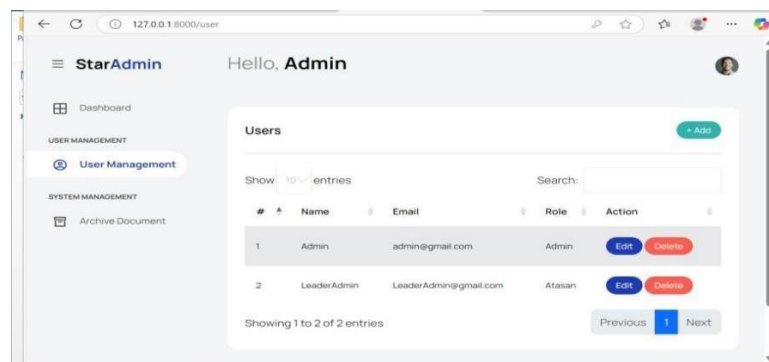 127.0.0.1:8000/user
StarAdmin
Hello, Admin
Dashboard
USER MANAGEMENT
User Management
SYSTEM MANAGEMENT
Archive Document
Users
+ Add
Show 10 entries
Search:
# Name Email Role Action
1 Admin admin@gmail.com Admin Edit Delete
2 LeaderAdmin LeaderAdmin@gmail.com Atasan Edit Delete
Showing 1 to 2 of 2 entries
Previous 1 Next